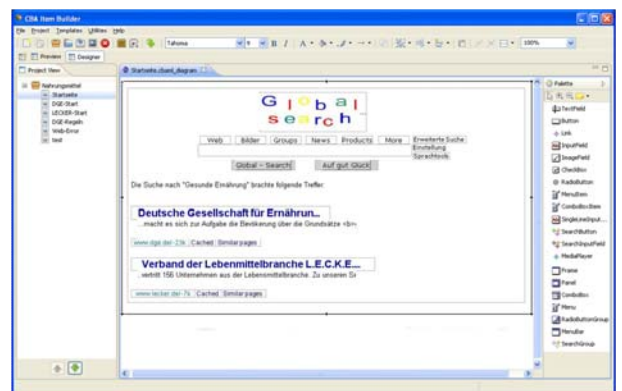 CBA Item Builder
File Project Templates Utilities Help
Tahoma 9 B I A 100%
Preview Designer
Project View
Nahrungsmittel
Startseite
DGE-Start
LECKER-Start
DGE-Regeln
Web-Error
test
Startseite.cbaml_diagram
Global
search
Web Bilder Groups News Products More Erweiterte Suche
Einstellung
Sprachtools
Global - Search Auf gut Glück
Die Suche nach "Gesunde Ernährung" brachte folgende Treffer:
Deutsche Gesellschaft für Ernährun...
...macht es sich zur Aufgabe die Bevölkerung über die Grundsätze <b>
www.dge.de/-23k Cached Similar pages
Verband der Lebenmittelbranche L.E.C.K.E....
...vertritt 156 Unternehmen aus der Lebensmittelbranche. Zu unseren
www.lecker.de/-7k Cached Similar pages
Palette
TextField
Button
Link
InputField
ImageField
CheckBox
RadioButton
MenuItem
ComboBoxItem
SingleLineInput...
SearchButton
SearchInputField
MediaPlayer
Frame
Panel
ComboBox
Menu
RadioButtonGroup
MenuBar
SearchGroup